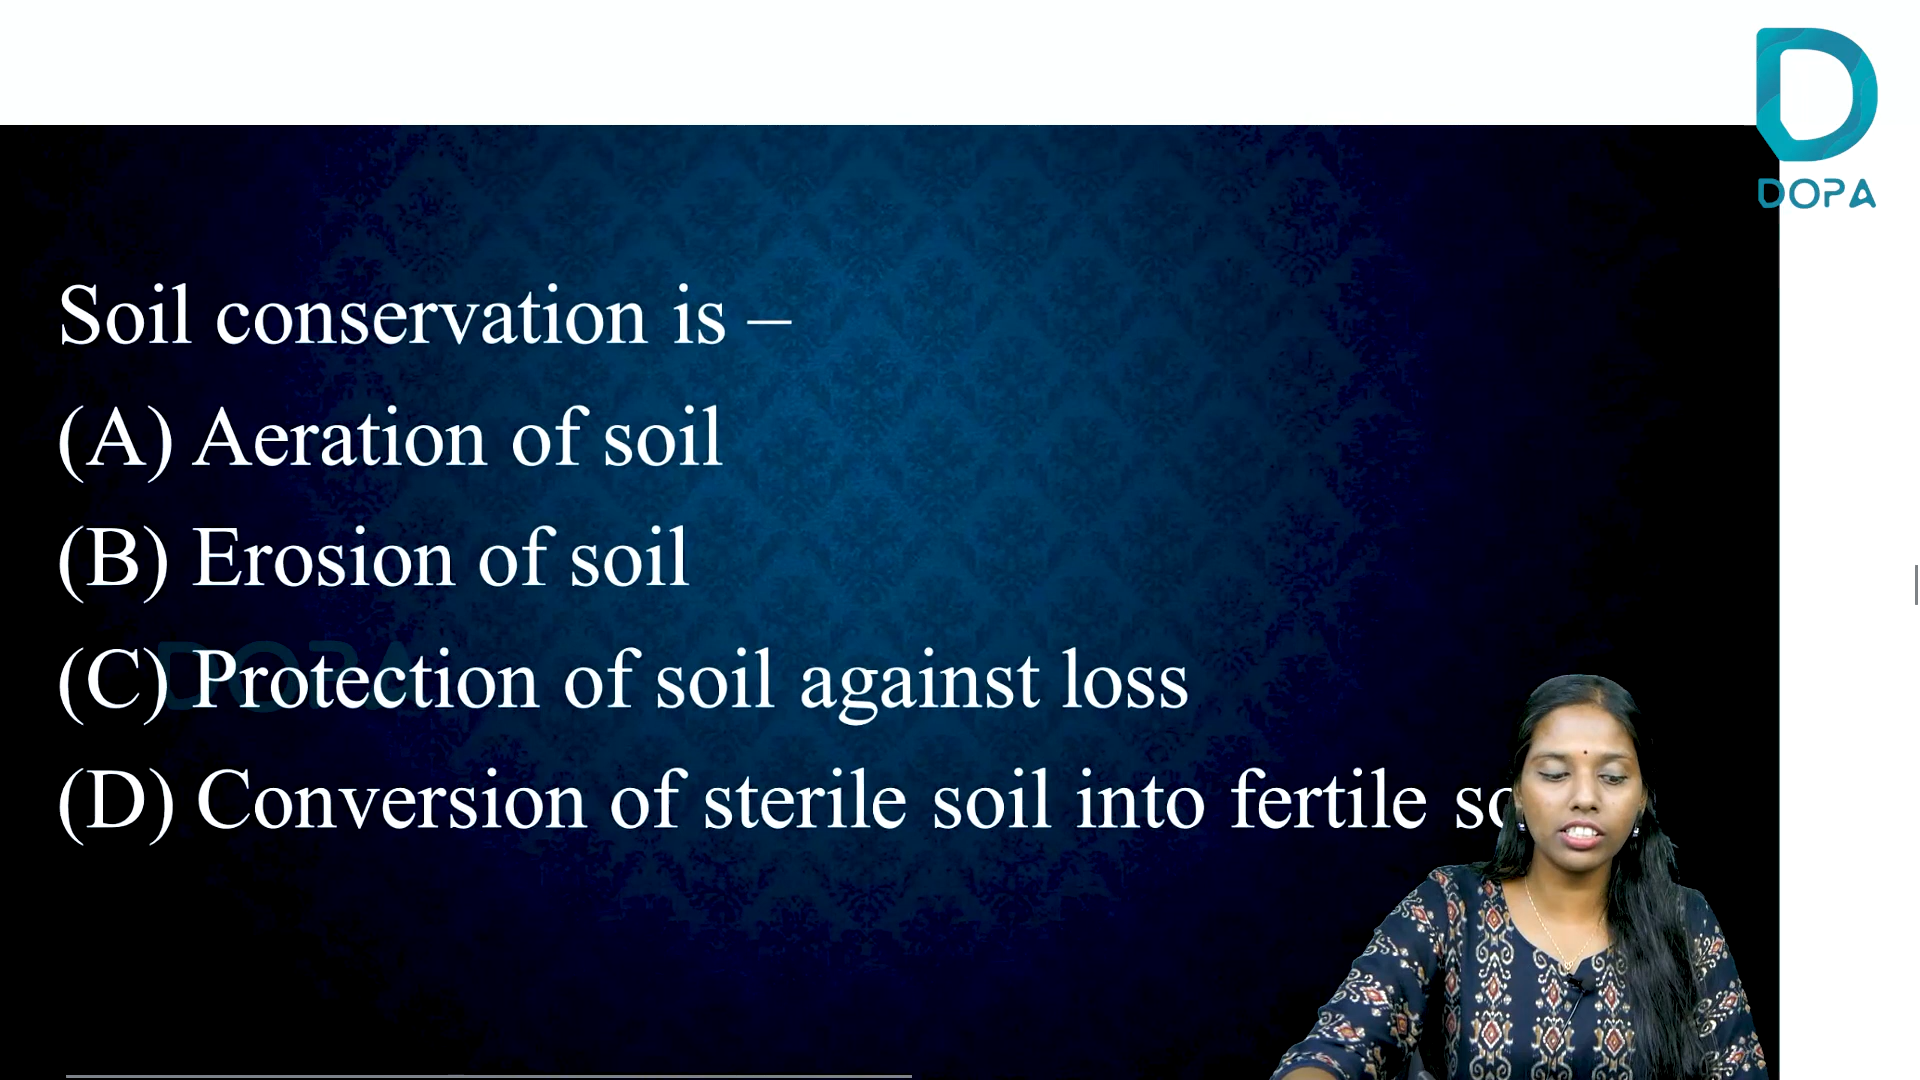 DOPA
Soil conservation is –
(A) Aeration of soil
(B) Erosion of soil
(C) Protection of soil against loss
(D) Conversion of sterile soil into fertile